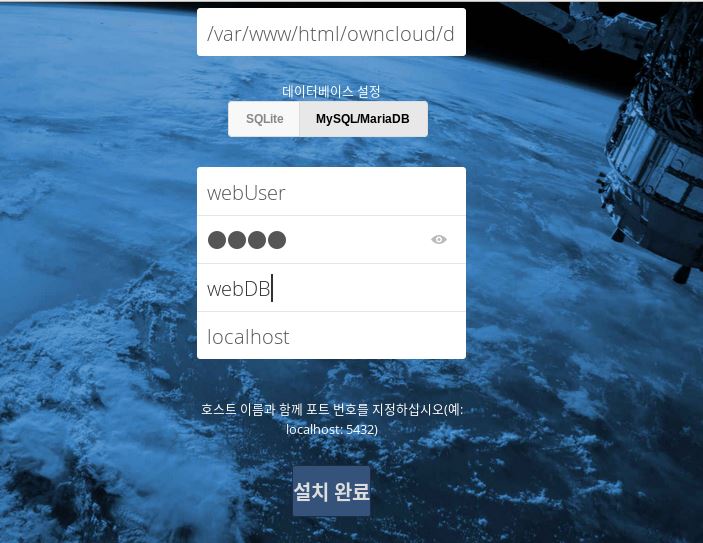 /var/www/html/owncloud/d
데이터베이스 설정
SQLite MySQL/MariaDB
webUser
●●●●
webDB
localhost
호스트 이름과 함께 포트 번호를 지정하십시오(예:
localhost: 5432)
설치 완료